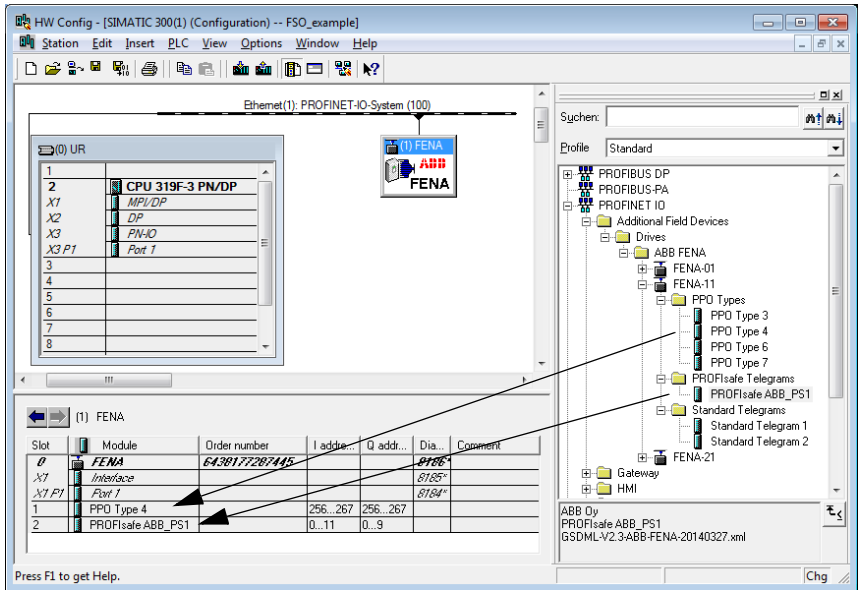 HW Config - [SIMATIC 300(1) (Configuration) -- FSO_example]
Station Edit Insert PLC View Options Window Help
Ethernet(1): PROFINET-IO-System (100)
(0) UR
1
2 CPU 319F-3 PN/DP
X1 MPI/DP
X2 DP
X3 PN-IO
X3 P1 Port 1
3
4
5
6
7
8
(1) FENA
ABB
FENA
Suchen:
Profile Standard
PROFIBUS DP
PROFIBUS-PA
PROFINET IO
Additional Field Devices
Drives
ABB FENA
FENA-01
FENA-11
PPO Types
PPO Type 3
PPO Type 4
PPO Type 6
PPO Type 7
PROFIsafe Telegrams
PROFIsafe ABB_PS1
Standard Telegrams
Standard Telegram 1
Standard Telegram 2
FENA-21
Gateway
HMI
(1) FENA
Slot Module Order number I addre... Q addr... Dia... Comment
0 FENA 6438177287445 8186*
X1 Interface 8185*
X1 P1 Port 1 8184*
1 PPO Type 4 256...267 256...267
2 PROFIsafe ABB_PS1 0...11 0...9
ABB Oy
PROFIsafe ABB_PS1
GSDML-V2.3-ABB-FENA-20140327.xml
Press F1 to get Help.
Chg